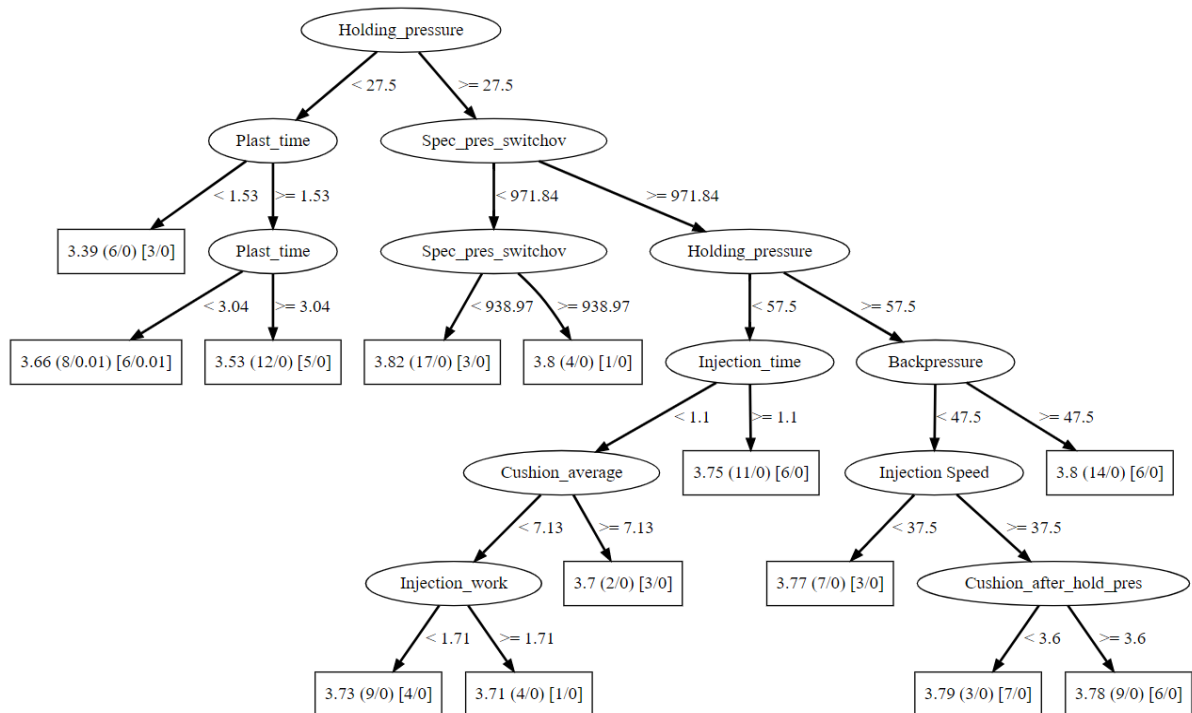 Holding_pressure
< 27.5
>= 27.5
Plast_time
Spec_pres_switchov
< 1.53
>= 1.53
< 971.84
>= 971.84
3.39 (6/0) [3/0]
Plast_time
Spec_pres_switchov
Holding_pressure
< 3.04
>= 3.04
< 938.97
>= 938.97
< 57.5
>= 57.5
3.66 (8/0.01) [6/0.01]
3.53 (12/0) [5/0]
3.82 (17/0) [3/0]
3.8 (4/0) [1/0]
Injection_time
Backpressure
< 1.1
>= 1.1
< 47.5
>= 47.5
Cushion_average
3.75 (11/0) [6/0]
Injection Speed
3.8 (14/0) [6/0]
< 7.13
>= 7.13
< 37.5
>= 37.5
Injection_work
3.7 (2/0) [3/0]
3.77 (7/0) [3/0]
Cushion_after_hold_pres
< 1.71
>= 1.71
< 3.6
>= 3.6
3.73 (9/0) [4/0]
3.71 (4/0) [1/0]
3.79 (3/0) [7/0]
3.78 (9/0) [6/0]